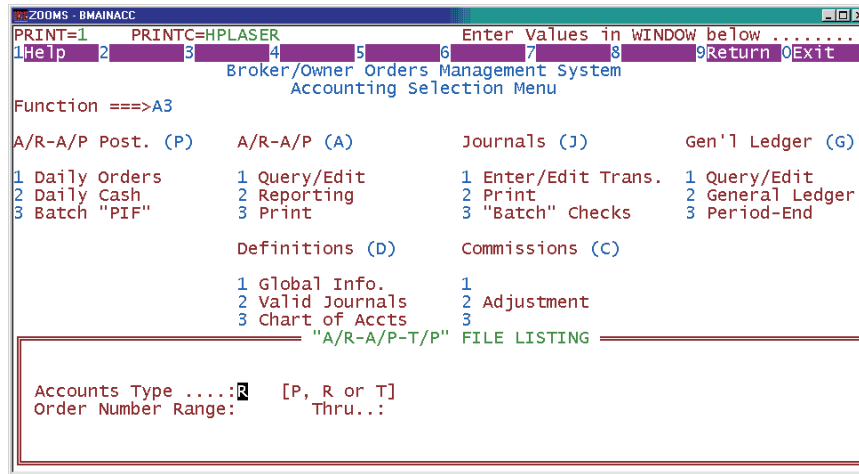 ZOOMS - BMAINACC
PRINT=1 PRINTC=HPLASER Enter Values in WINDOW below ........
1Help 2 3 4 5 6 7 8 9Return 0Exit
Broker/Owner Orders Management System
Accounting Selection Menu
Function ===>A3
A/R-A/P Post. (P) A/R-A/P (A) Journals (J) Gen'l Ledger (G)
1 Daily Orders 1 Query/Edit 1 Enter/Edit Trans. 1 Query/Edit
2 Daily Cash 2 Reporting 2 Print 2 General Ledger
3 Batch "PIF" 3 Print 3 "Batch" Checks 3 Period-End
Definitions (D) Commissions (C)
1 Global Info. 1
2 Valid Journals 2 Adjustment
3 Chart of Accts 3
"A/R-A/P-T/P" FILE LISTING
Accounts Type ....:R [P, R or T]
Order Number Range: Thru..: